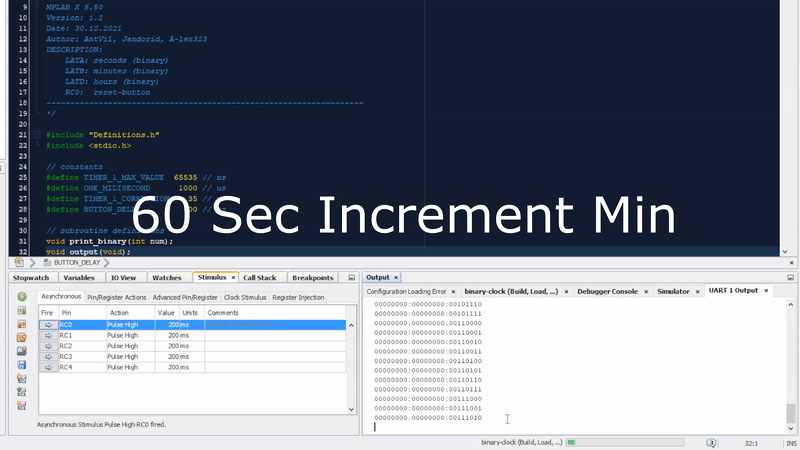 9 MPLAB X 5.50
10 Version: 1.2
11 Date: 30.12.2021
12 Author: AntVil, Jandorid, A-lex323
13 DESCRIPTION:
14 LATA: seconds (binary)
15 LATB: minutes (binary)
16 LATD: hours (binary)
17 RC0: reset-button
18 ------------------------------------------------------------------
19 */
20
21 #include "Definitions.h"
22 #include <stdio.h>
23
24 // constants
25 #define TIMER_1_MAX_VALUE 65535 // us
26 #define ONE_MILISECOND 1000 // us
27 #define TIMER_1_COR 35 // us
28 #define BUTTON_DELAY
29
30 // subroutine
31 void print_binary(int num);
32 void output(void);
60 Sec Increment Min
BUTTON_DELAY
Stopwatch Variables IO View Watches Stimulus × Call Stack Breakpoints
Asynchronous Pin/Register Actions Advanced Pin/Register Clock Stimulus Register Injection
Fire Pin Action Value Units Comments
RC0 Pulse High 200 ms
RC1 Pulse High 200 ms
RC2 Pulse High 200 ms
RC3 Pulse High 200 ms
RC4 Pulse High 200 ms
Asynchronous Stimulus Pulse High RC0 fired.
Output ×
Configuration Loading Error × binary-clock (Build, Load, ...) × Debugger Console × Simulator × UART 1 Output ×
00000000:00000000:00101110
00000000:00000000:00101111
00000000:00000000:00110000
00000000:00000000:00110001
00000000:00000000:00110010
00000000:00000000:00110011
00000000:00000000:00110100
00000000:00000000:00110101
00000000:00000000:00110110
00000000:00000000:00110111
00000000:00000000:00111000
00000000:00000000:00111001
00000000:00000000:00111010
binary-clock (Build, Load, ...) 3 32:1 INS